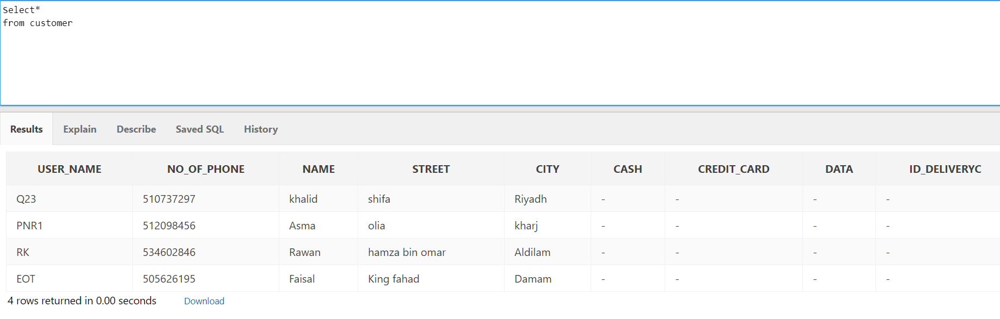 Select*
from customer
Results Explain Describe Saved SQL History
USER_NAME NO_OF_PHONE NAME STREET CITY CASH CREDIT_CARD DATA ID_DELIVERYC
Q23 510737297 khalid shifa Riyadh - - - -
PNR1 512098456 Asma olia kharj - - - -
RK 534602846 Rawan hamza bin omar Aldilam - - - -
EOT 505626195 Faisal King fahad Damam - - - -
4 rows returned in 0.00 seconds Download